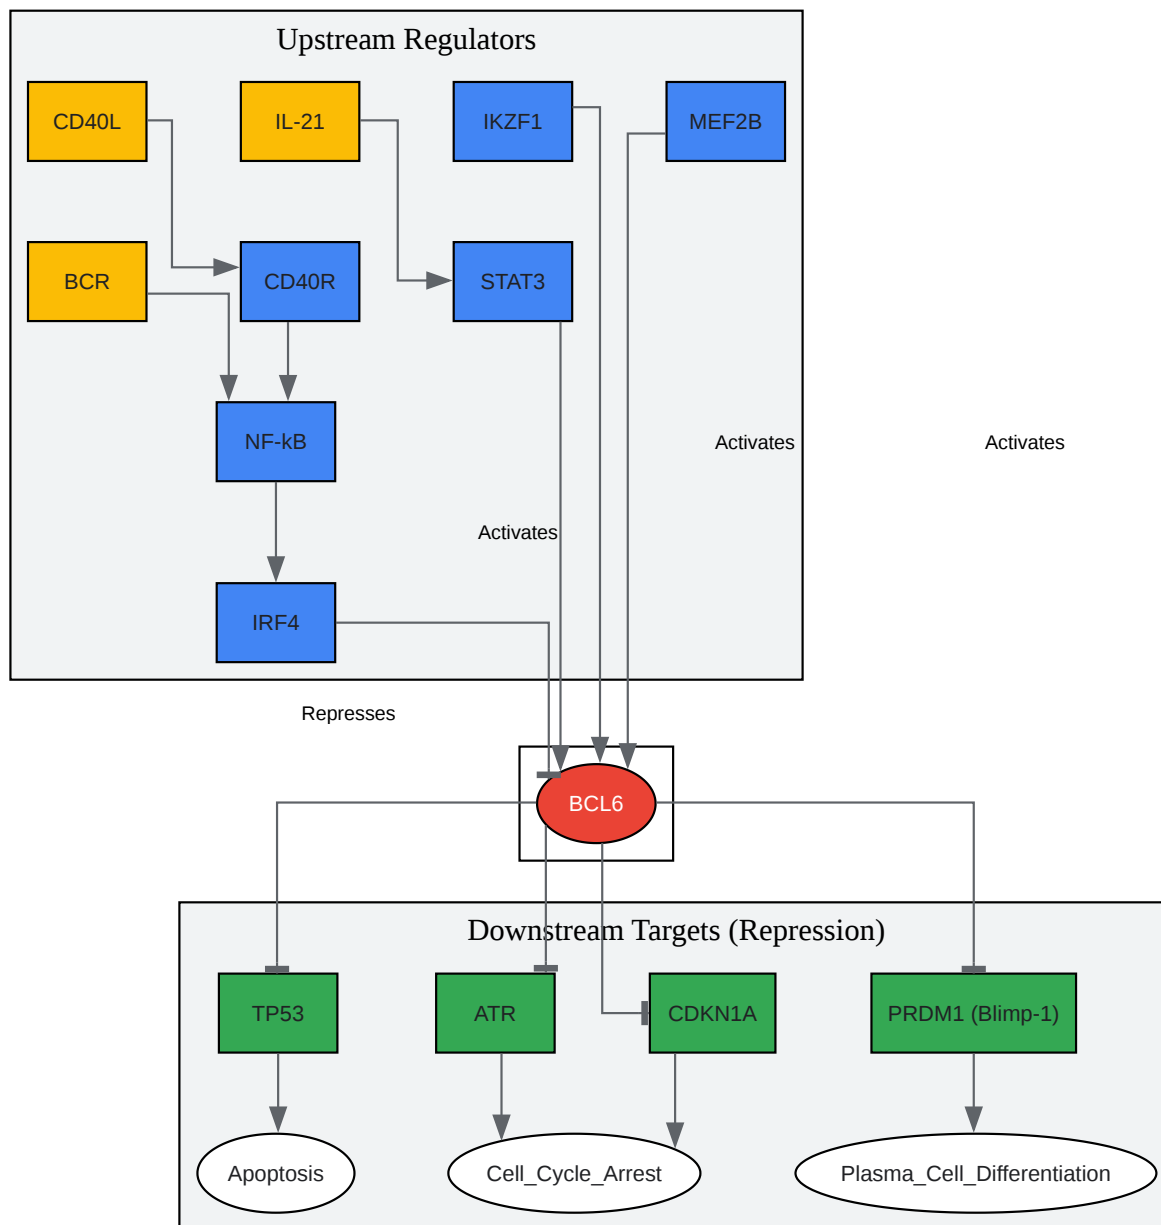 Upstream Regulators
CD40L
IL-21
IKZF1
MEF2B
BCR
CD40R
STAT3
NF-kB
Activates
Activates
Activates
IRF4
Represses
BCL6
Downstream Targets (Repression)
TP53
ATR
CDKN1A
PRDM1 (Blimp-1)
Apoptosis
Cell_Cycle_Arrest
Plasma_Cell_Differentiation